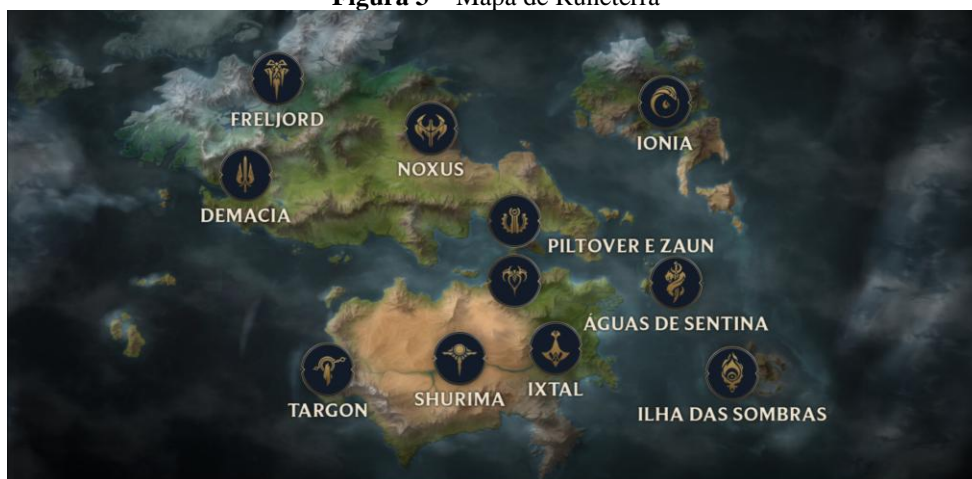 Figura 3 – Mapa de Runeterra
FRELJORD
NOXUS
IONIA
DEMACIA
PILTOVER E ZAUN
ÁGUAS DE SENTINA
TARGON
SHURIMA
IXTAL
ILHA DAS SOMBRAS